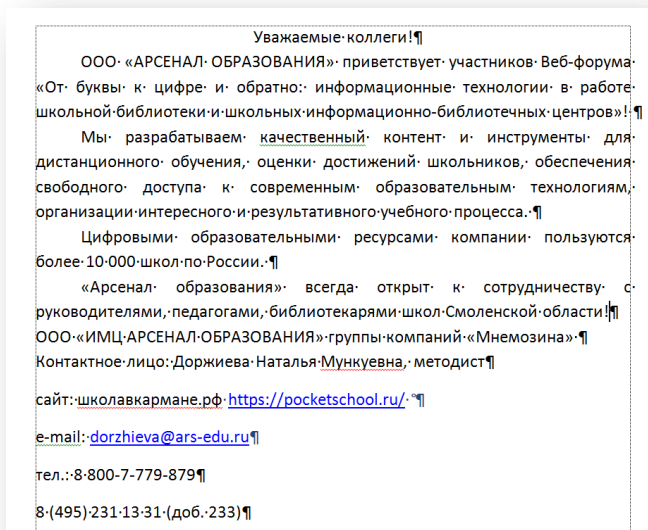 Уважаемые коллеги!
ООО «АРСЕНАЛ ОБРАЗОВАНИЯ» приветствует участников Веб-форума
«От буквы к цифре и обратно: информационные технологии в работе
школьной библиотеки и школьных информационно-библиотечных центров»!
Мы разрабатываем качественный контент и инструменты для
дистанционного обучения, оценки достижений школьников, обеспечения
свободного доступа к современным образовательным технологиям,
организации интересного и результативного учебного процесса.
Цифровыми образовательными ресурсами компании пользуются
более 10 000 школ по России.
«Арсенал образования» всегда открыт к сотрудничеству с
руководителями, педагогами, библиотекарями школ Смоленской области!
ООО «ИМЦ АРСЕНАЛ ОБРАЗОВАНИЯ» группы компаний «Мнемозина»
Контактное лицо: Доржиева Наталья Мункуевна, методист
сайт: школавкармане.рф https://pocketschool.ru/
e-mail: dorzhieva@ars-edu.ru
тел.: 8 800-7-779-879
8 (495) 231 13 31 (доб. 233)